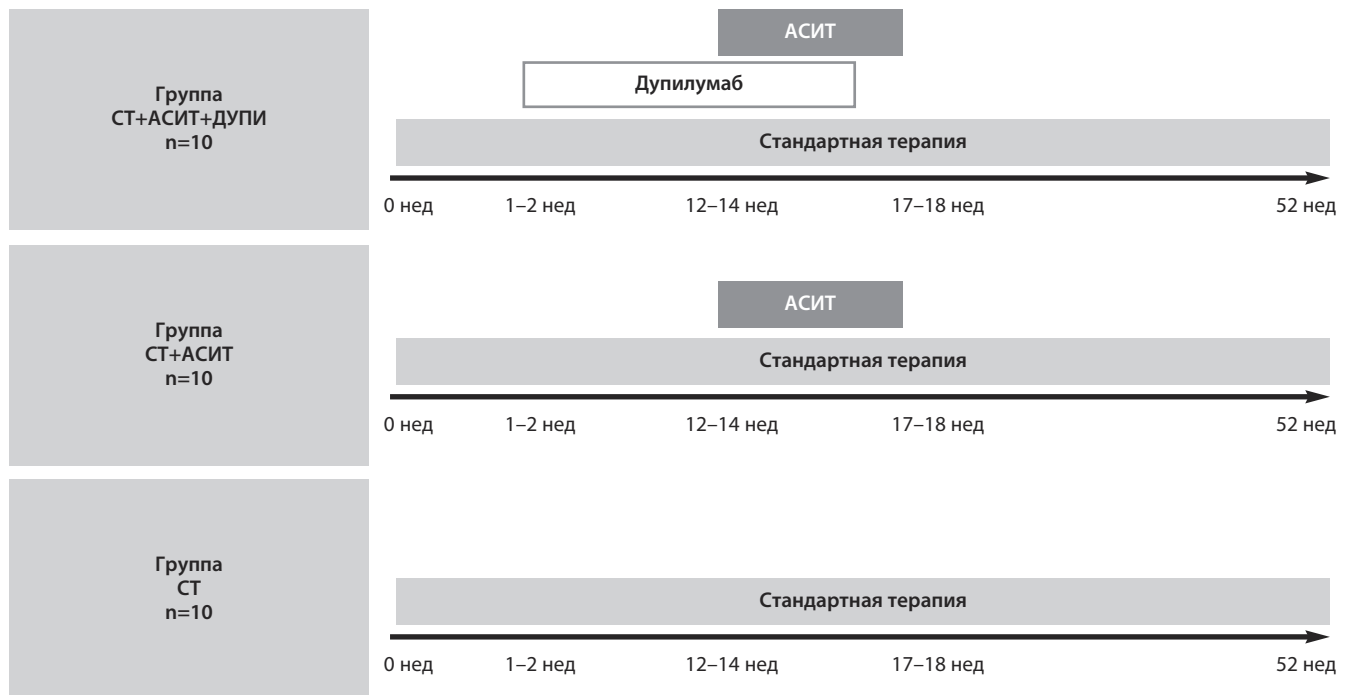 Группа
СТ+АСИТ+ДУПИ
n=10
АСИТ
Дупилумаб
Стандартная терапия
0 нед 1–2 нед 12–14 нед 17–18 нед 52 нед
Группа
СТ+АСИТ
n=10
АСИТ
Стандартная терапия
0 нед 1–2 нед 12–14 нед 17–18 нед 52 нед
Группа
СТ
n=10
Стандартная терапия
0 нед 1–2 нед 12–14 нед 17–18 нед 52 нед